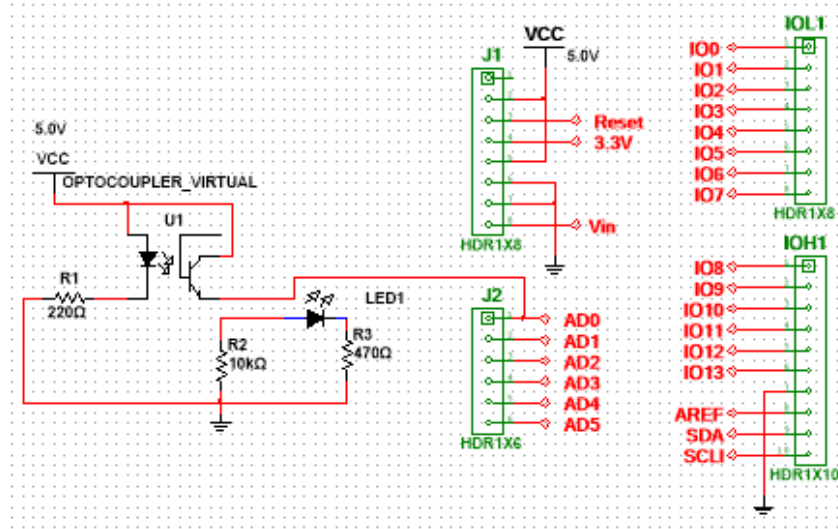 5.0V
VCC
OPTOCOUPLER_VIRTUAL
U1
R1
220Ω
R2
10kΩ
LED1
R3
470Ω
J1
VCC
5.0V
Reset
3.3V
Vin
HDR1X8
J2
AD0
AD1
AD2
AD3
AD4
AD5
HDR1X6
IOL1
IO0
IO1
IO2
IO3
IO4
IO5
IO6
IO7
HDR1X8
IOH1
IO8
IO9
IO10
IO11
IO12
IO13
AREF
SDA
SCLI
HDR1X10